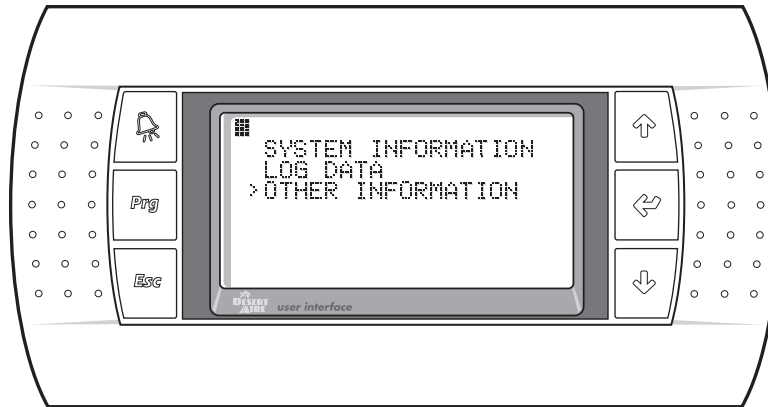 SYSTEM INFORMATION
LOG DATA
>OTHER INFORMATION
Prg
Esc
DESERT AIRE user interface